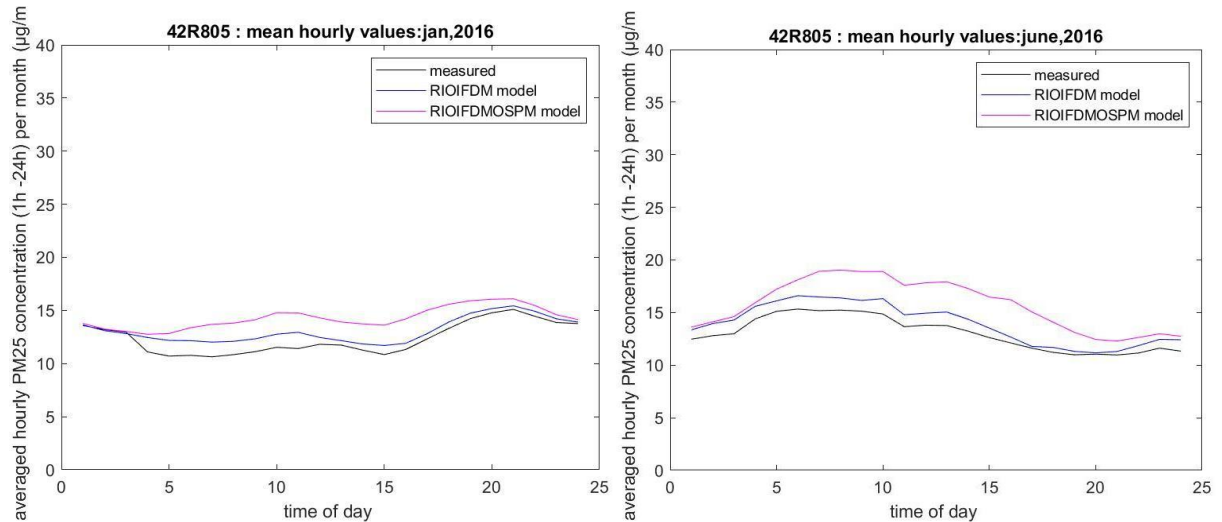 42R805 : mean hourly values:jan,2016
averaged hourly PM25 concentration (1h -24h) per month (µg/m
40
35
30
25
20
15
10
5
0
measured
RIOIFDM model
RIOIFDMOSPM model
0 5 10 15 20 25
time of day
42R805 : mean hourly values:june,2016
averaged hourly PM25 concentration (1h -24h) per month (µg/m
40
35
30
25
20
15
10
5
0
measured
RIOIFDM model
RIOIFDMOSPM model
0 5 10 15 20 25
time of day